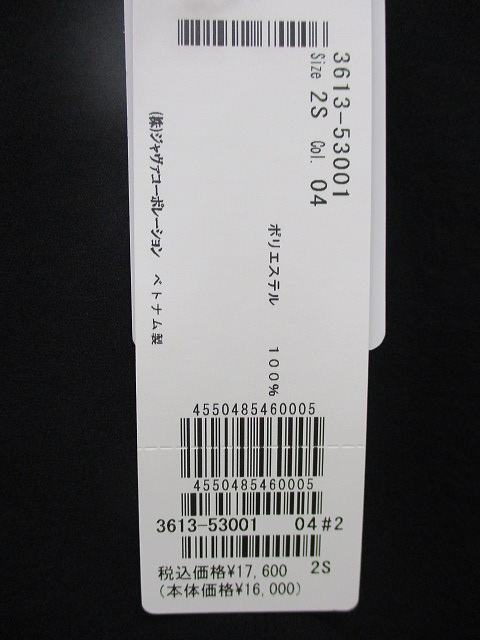 3613-53001
Size 2S Col. 04
ポリエステル 100%
(株)ジャヴァコーポレーション ベトナム製
4550485460005
4550485460005
3613-53001 04#2
税込価格¥17,600 2S
(本体価格¥16,000)